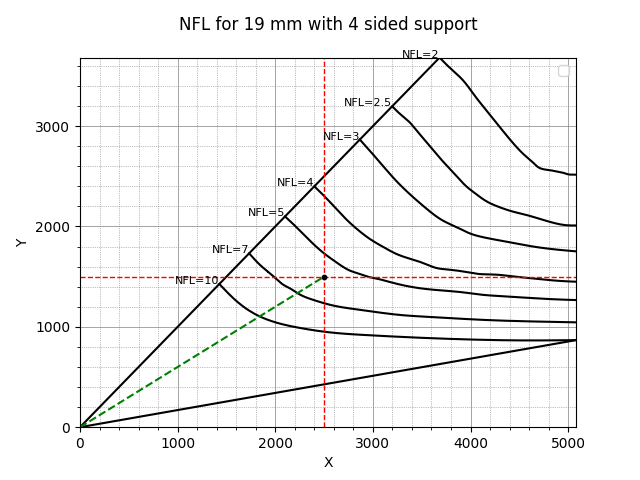 NFL for 19 mm with 4 sided support
NFL=2
NFL=2.5
NFL=3
NFL=4
NFL=5
NFL=7
NFL=10
3000
2000
1000
0
Y
0 1000 2000 3000 4000 5000
X